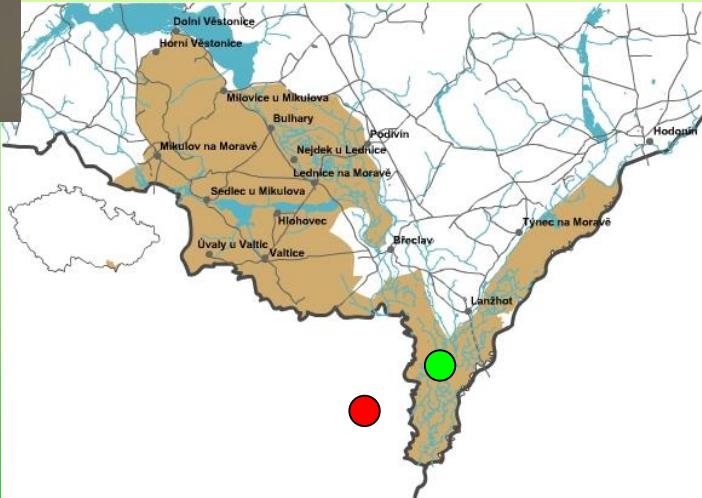 Dolní Věstonice
Horní Věstonice
Milovice u Mikulova
Bulhary
Podivín
Hodonín
Mikulov na Moravě
Nejdek u Lednice
Lednice na Moravě
Sedlec u Mikulova
Hlohovec
Týnec na Moravě
Úvaly u Valtic
Valtice
Břeclav
Lanžhot